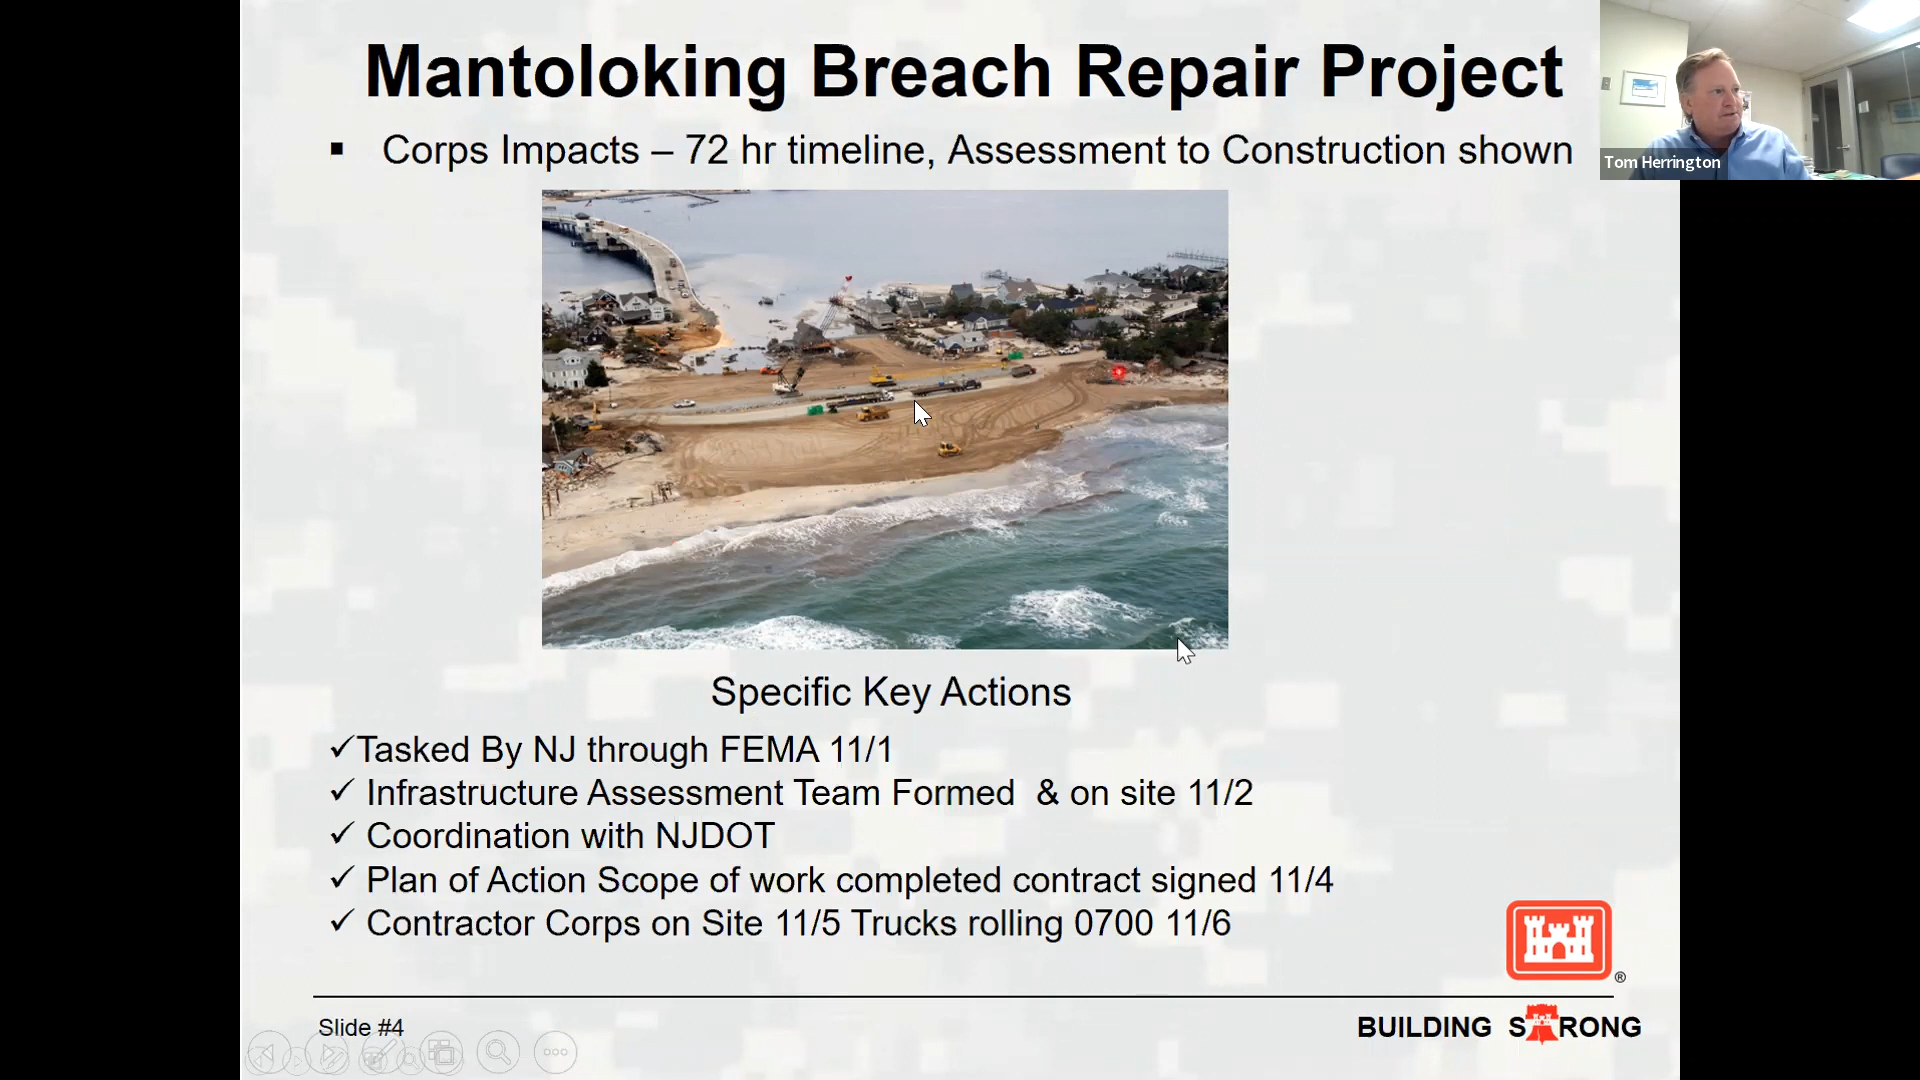 Mantoloking Breach Repair Project
▪ Corps Impacts – 72 hr timeline, Assessment to Construction shown
Tom Herrington
Specific Key Actions
✓Tasked By NJ through FEMA 11/1
✓ Infrastructure Assessment Team Formed & on site 11/2
✓ Coordination with NJDOT
✓ Plan of Action Scope of work completed contract signed 11/4
✓ Contractor Corps on Site 11/5 Trucks rolling 0700 11/6
®
Slide #4
BUILDING STRONG